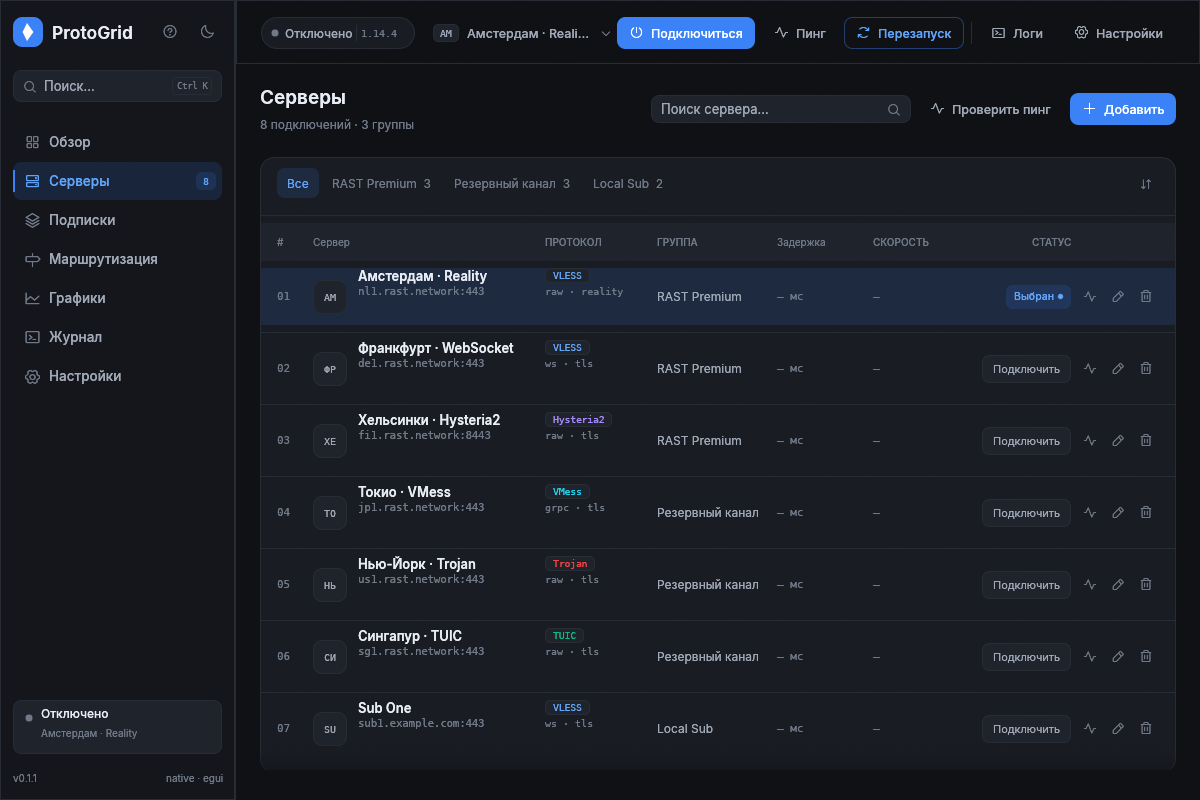 ProtoGrid
Отключено 1.14.4
AM Амстердам · Reali...
Подключиться
Пинг
Перезапуск
Логи
Настройки
Поиск... Ctrl K
Обзор
Серверы 8
Подписки
Маршрутизация
Графики
Журнал
Настройки
Отключено
Амстердам · Reality
v0.1.1 native · egui
Серверы
8 подключений · 3 группы
Поиск сервера...
Проверить пинг
Добавить
Все RAST Premium 3 Резервный канал 3 Local Sub 2
# Сервер ПРОТОКОЛ ГРУППА Задержка СКОРОСТЬ СТАТУС
01 АМ Амстердам · Reality VLESS RAST Premium — мс — Выбран
nl1.rast.network:443 raw · reality
02 ФР Франкфурт · WebSocket VLESS RAST Premium — мс — Подключить
de1.rast.network:443 ws · tls
03 ХЕ Хельсинки · Hysteria2 Hysteria2 RAST Premium — мс — Подключить
fi1.rast.network:8443 raw · tls
04 ТО Токио · VMess VMess Резервный канал — мс — Подключить
jp1.rast.network:443 grpc · tls
05 НЬ Нью-Йорк · Trojan Trojan Резервный канал — мс — Подключить
us1.rast.network:443 raw · tls
06 СИ Сингапур · TUIC TUIC Резервный канал — мс — Подключить
sg1.rast.network:443 raw · tls
07 SU Sub One VLESS Local Sub — мс — Подключить
sub1.example.com:443 ws · tls